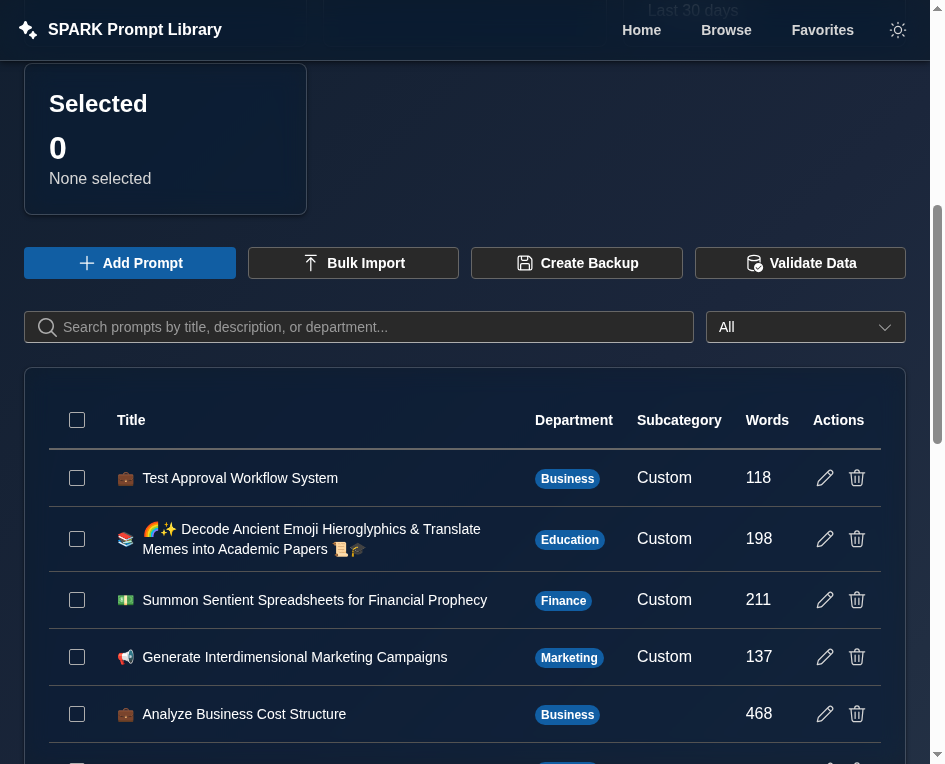 Last 30 days
SPARK Prompt Library
Home Browse Favorites
Selected
0
None selected
Add Prompt Bulk Import Create Backup Validate Data
Search prompts by title, description, or department...
All
Title Department Subcategory Words Actions
💼 Test Approval Workflow System Business Custom 118
📚 🌈✨ Decode Ancient Emoji Hieroglyphics & Translate
Memes into Academic Papers 📜🎓 Education Custom 198
💵 Summon Sentient Spreadsheets for Financial Prophecy Finance Custom 211
📢 Generate Interdimensional Marketing Campaigns Marketing Custom 137
💼 Analyze Business Cost Structure Business 468